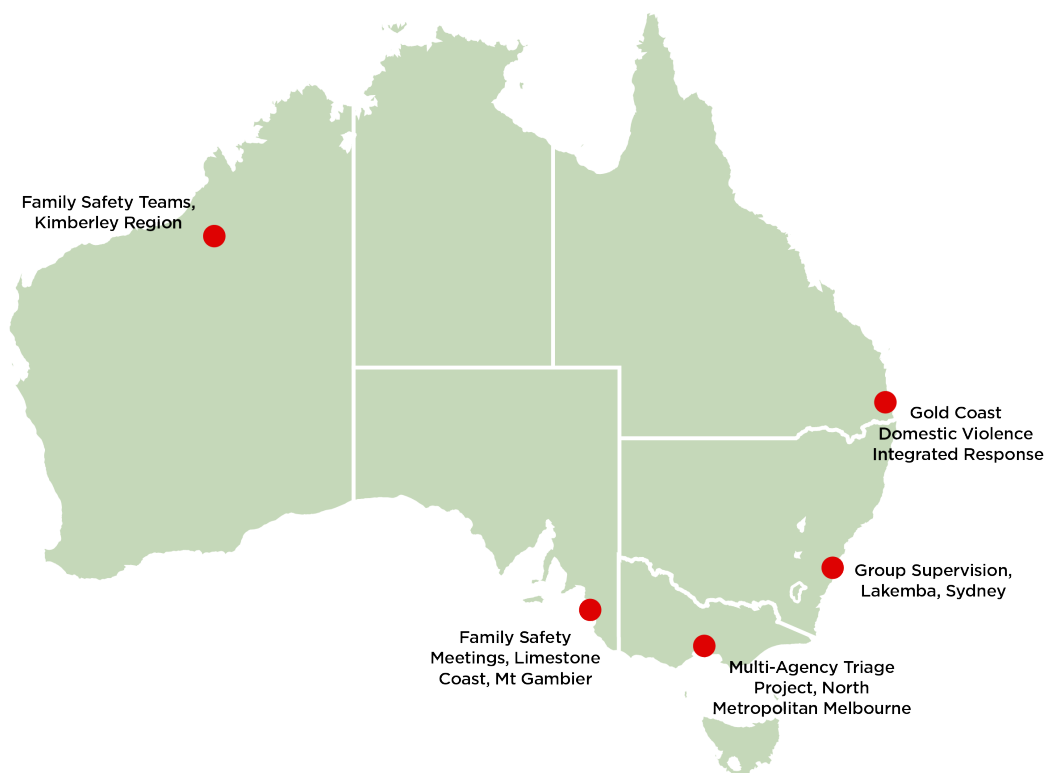 Family Safety Teams,
Kimberley Region
Gold Coast
Domestic Violence
Integrated Response
Group Supervision,
Lakemba, Sydney
Family Safety
Meetings, Limestone
Coast, Mt Gambier
Multi-Agency Triage
Project, North
Metropolitan Melbourne